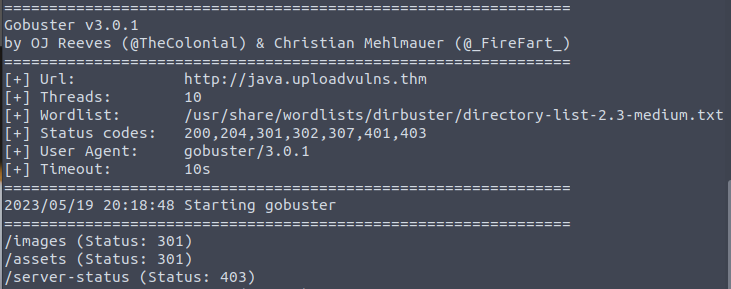 ===============================================================
Gobuster v3.0.1
by OJ Reeves (@TheColonial) & Christian Mehlmauer (@_FireFart_)
===============================================================
[+] Url:            http://java.uploadvulns.thm
[+] Threads:        10
[+] Wordlist:       /usr/share/wordlists/dirbuster/directory-list-2.3-medium.txt
[+] Status codes:   200,204,301,302,307,401,403
[+] User Agent:     gobuster/3.0.1
[+] Timeout:        10s
===============================================================
2023/05/19 20:18:48 Starting gobuster
===============================================================
/images (Status: 301)
/assets (Status: 301)
/server-status (Status: 403)